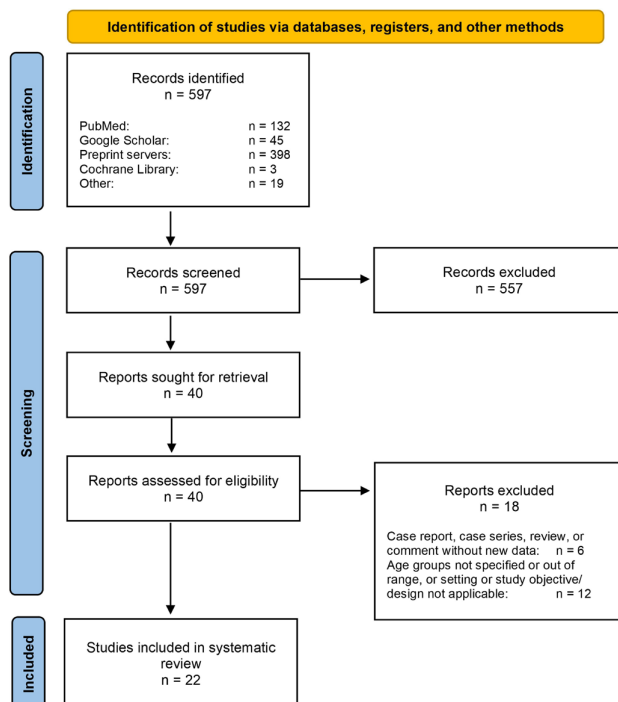 Identification of studies via databases, registers, and other methods
Identification
Records identified
n = 597
PubMed: n = 132
Google Scholar: n = 45
Preprint servers: n = 398
Cochrane Library: n = 3
Other: n = 19
Screening
Records screened
n = 597
Records excluded
n = 557
Reports sought for retrieval
n = 40
Reports assessed for eligibility
n = 40
Reports excluded
n = 18
Case report, case series, review, or
comment without new data: n = 6
Age groups not specified or out of
range, or setting or study objective/
design not applicable: n = 12
Included
Studies included in systematic
review
n = 22